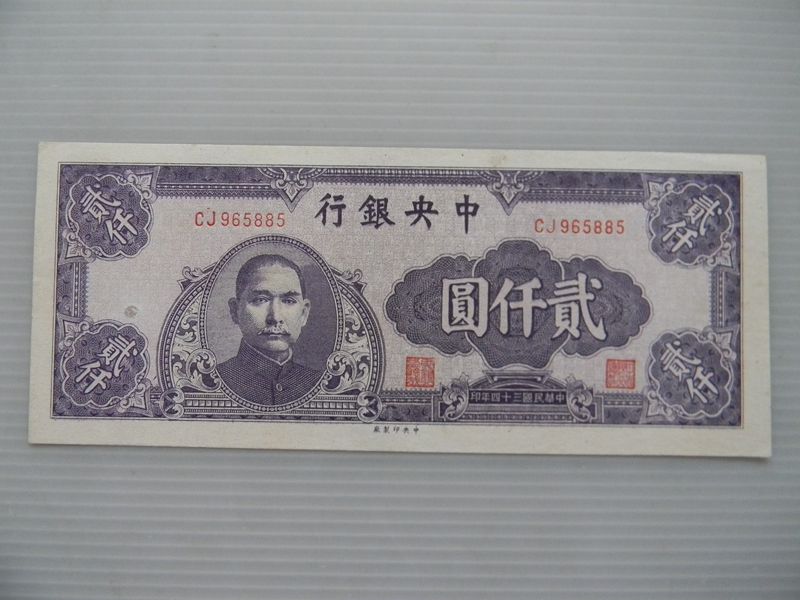 中央銀行
CJ965885
CJ965885
貳仟
貳仟
貳仟圓
貳仟
貳仟
中華民國三十四年印
中央印製廠